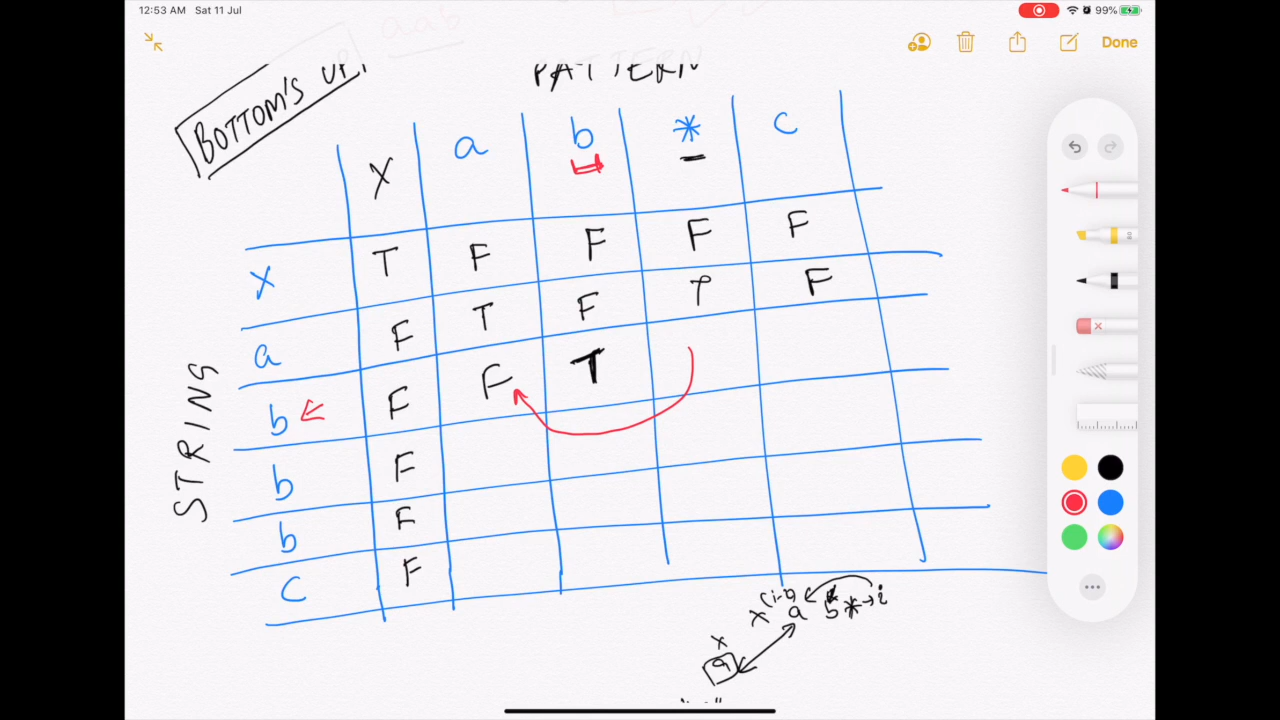 12:53 AM Sat 11 Jul
99%
Done
BOTTOM'S UP!
PATTERN
X a b * c
X T F F F F
a F T F T F
b F F T
b F
b F
c F
STRING
x a b * → i
x
a